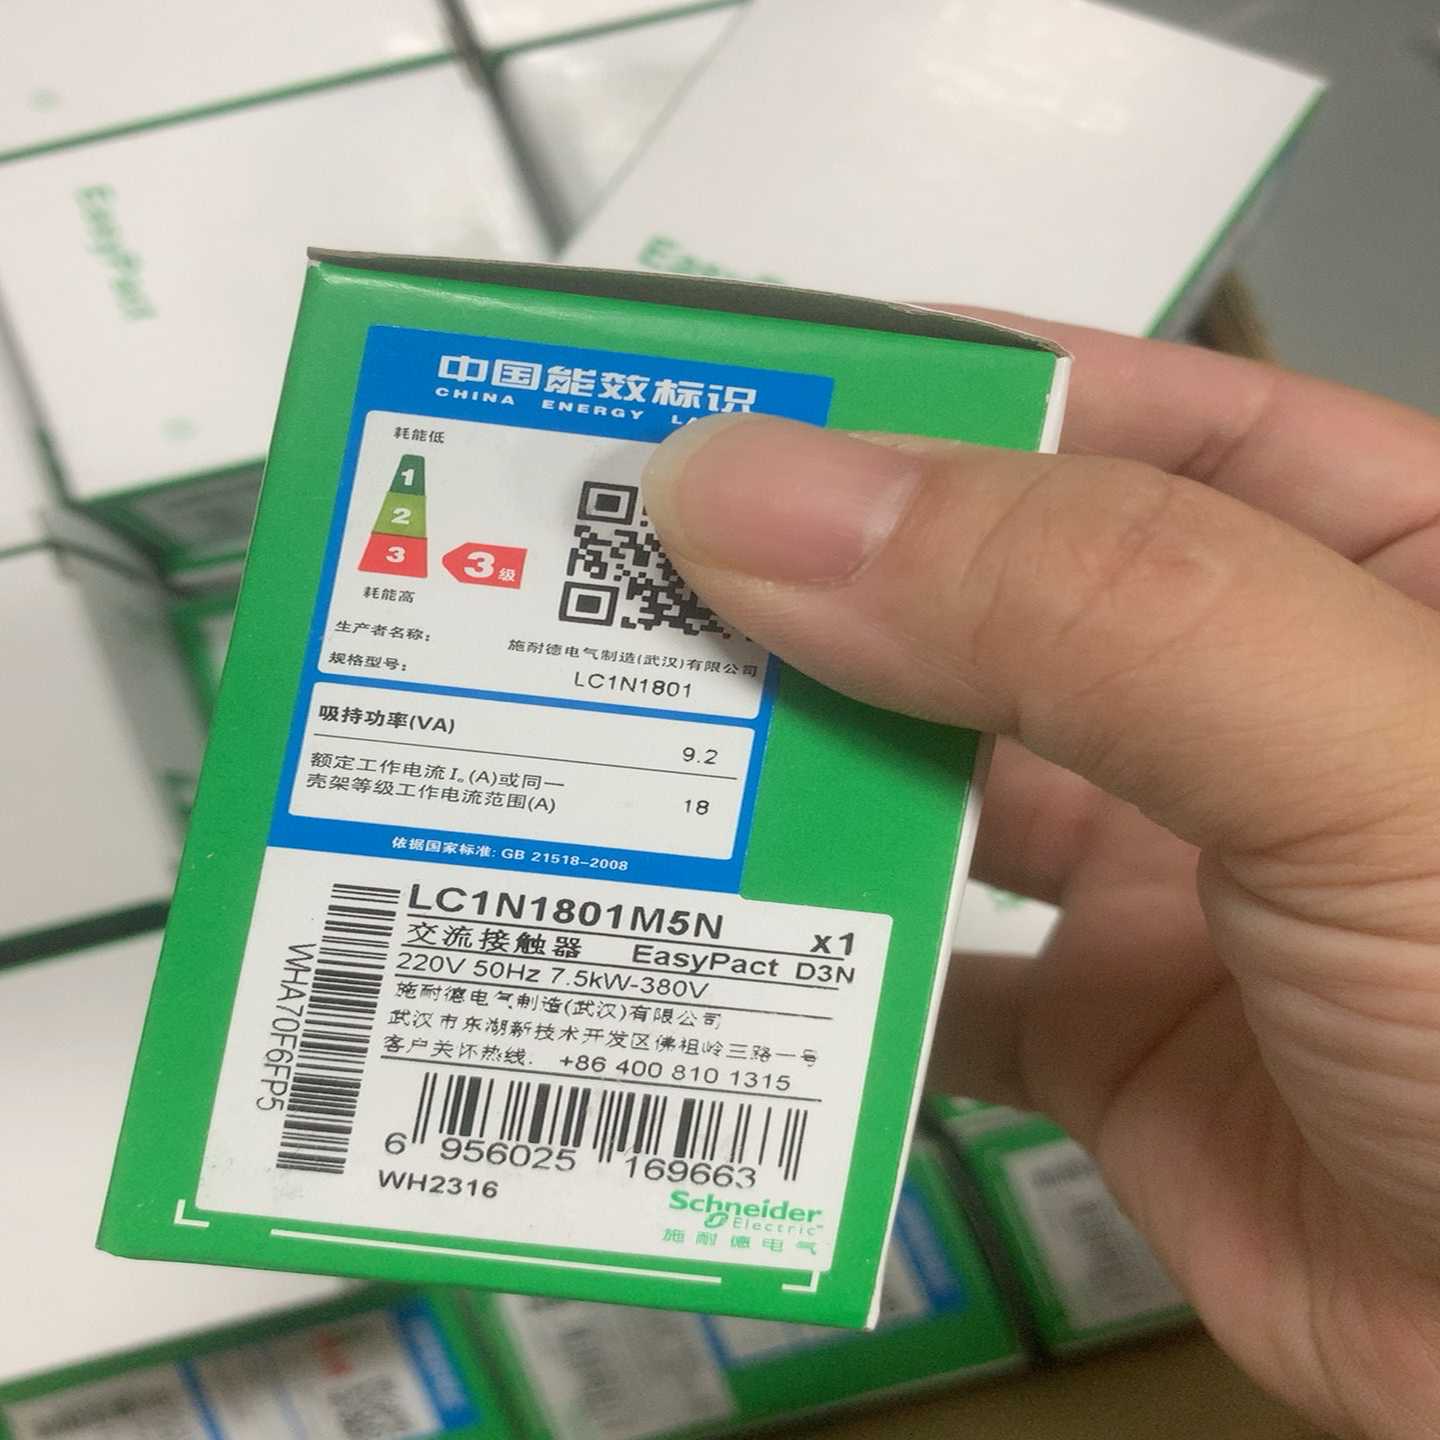 EasyPact
中国能效标识
CHINA ENERGY
耗能低
1
2
3
3级
耗能高
生产者名称:
施耐德电气制造(武汉)有限公司
规格型号:
LC1N1801
吸持功率(VA)
9.2
额定工作电流Iₑ(A)或同一
壳架等级工作电流范围(A)
18
依据国家标准: GB 21518-2008
LC1N1801M5N
x1
交流接触器 EasyPact D3N
220V 50Hz 7.5kW-380V
施耐德电气制造(武汉)有限公司
武汉市东湖新技术开发区佛祖岭三路一号
客户关怀热线: +86 400 810 1315
WHA70F6FP5
6 956025 169663
WH2316
Schneider
Electric™
施耐德电气